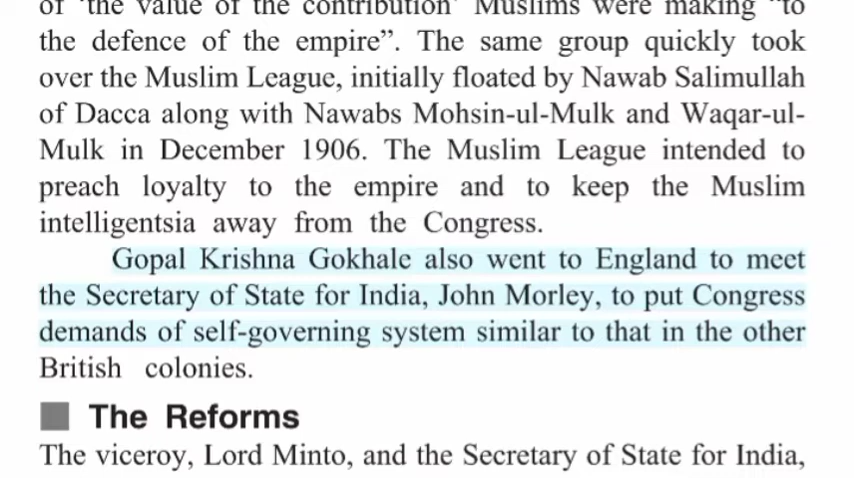 of 'the value of the contribution' Muslims were making “to
the defence of the empire”. The same group quickly took
over the Muslim League, initially floated by Nawab Salimullah
of Dacca along with Nawabs Mohsin-ul-Mulk and Waqar-ul-
Mulk in December 1906. The Muslim League intended to
preach loyalty to the empire and to keep the Muslim
intelligentsia away from the Congress.
Gopal Krishna Gokhale also went to England to meet
the Secretary of State for India, John Morley, to put Congress
demands of self-governing system similar to that in the other
British colonies.
The Reforms
The viceroy, Lord Minto, and the Secretary of State for India,